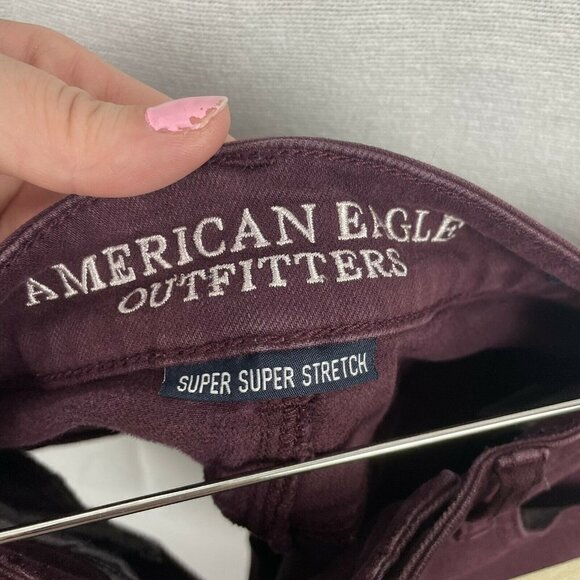 AMERICAN EAGLE
OUTFITTERS
SUPER SUPER STRETCH